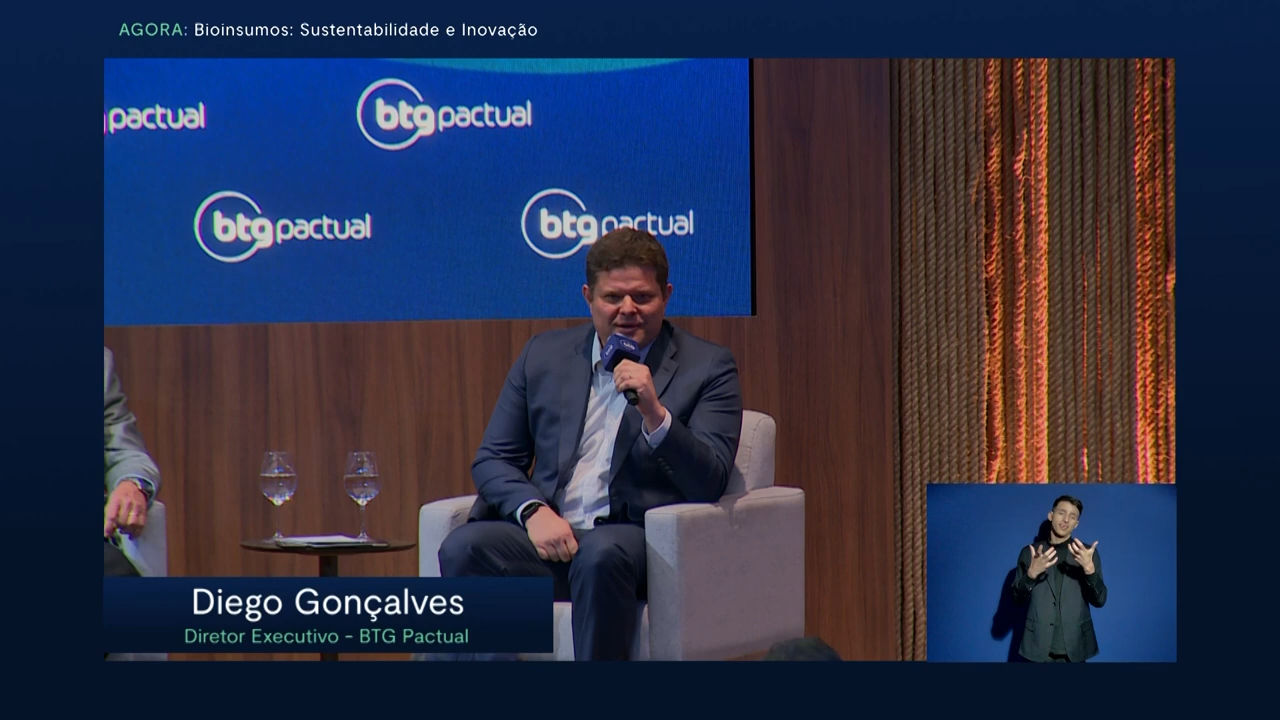 AGORA: Bioinsumos: Sustentabilidade e Inovação
pactual
btg pactual
btg pactual
btg pactual
Diego Gonçalves
Diretor Executivo - BTG Pactual